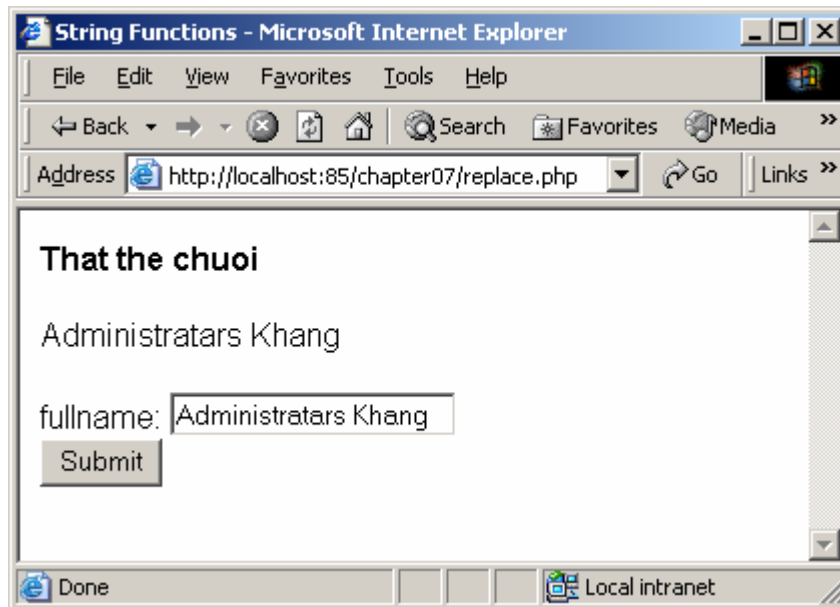 String Functions - Microsoft Internet Explorer
File Edit View Favorites Tools Help
Back Search Favorites Media »
Address http://localhost:85/chapter07/replace.php Go Links »
That the chuoi
Administratars Khang
fullname: Administratars Khang
Submit
Done Local intranet